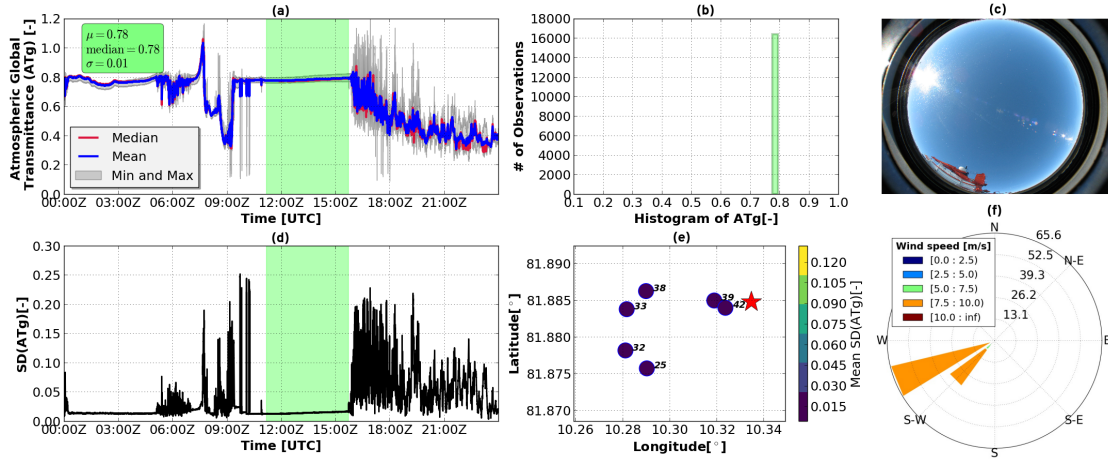 (a)
Atmospheric Global
Transmittance (ATg) [-]
1.2
1.0
0.8
0.6
0.4
0.2
0.0
μ = 0.78
median = 0.78
σ = 0.01
Median
Mean
Min and Max
00:00Z 03:00Z 06:00Z 09:00Z 12:00Z 15:00Z 18:00Z 21:00Z
Time [UTC]
(b)
# of Observations
18000
16000
14000
12000
10000
8000
6000
4000
2000
0
0.1 0.2 0.3 0.4 0.5 0.6 0.7 0.8 0.9 1.0
Histogram of ATg[-]
(c)
(d)
SD(ATg)[-]
0.30
0.25
0.20
0.15
0.10
0.05
0.00
00:00Z 03:00Z 06:00Z 09:00Z 12:00Z 15:00Z 18:00Z 21:00Z
Time [UTC]
(e)
Latitude[°]
81.890
81.885
81.880
81.875
81.870
38
39
42
33
32
25
10.26 10.28 10.30 10.32 10.34
Longitude[°]
0.120
0.105
0.090
0.075
0.060
0.045
0.030
0.015
Mean SD(ATg)[-]
(f)
N
65.6
52.5
39.3
26.2
13.1
N-E
E
S-E
S
S-W
W
Wind speed [m/s]
[0.0 : 2.5)
[2.5 : 5.0)
[5.0 : 7.5)
[7.5 : 10.0)
[10.0 : inf)